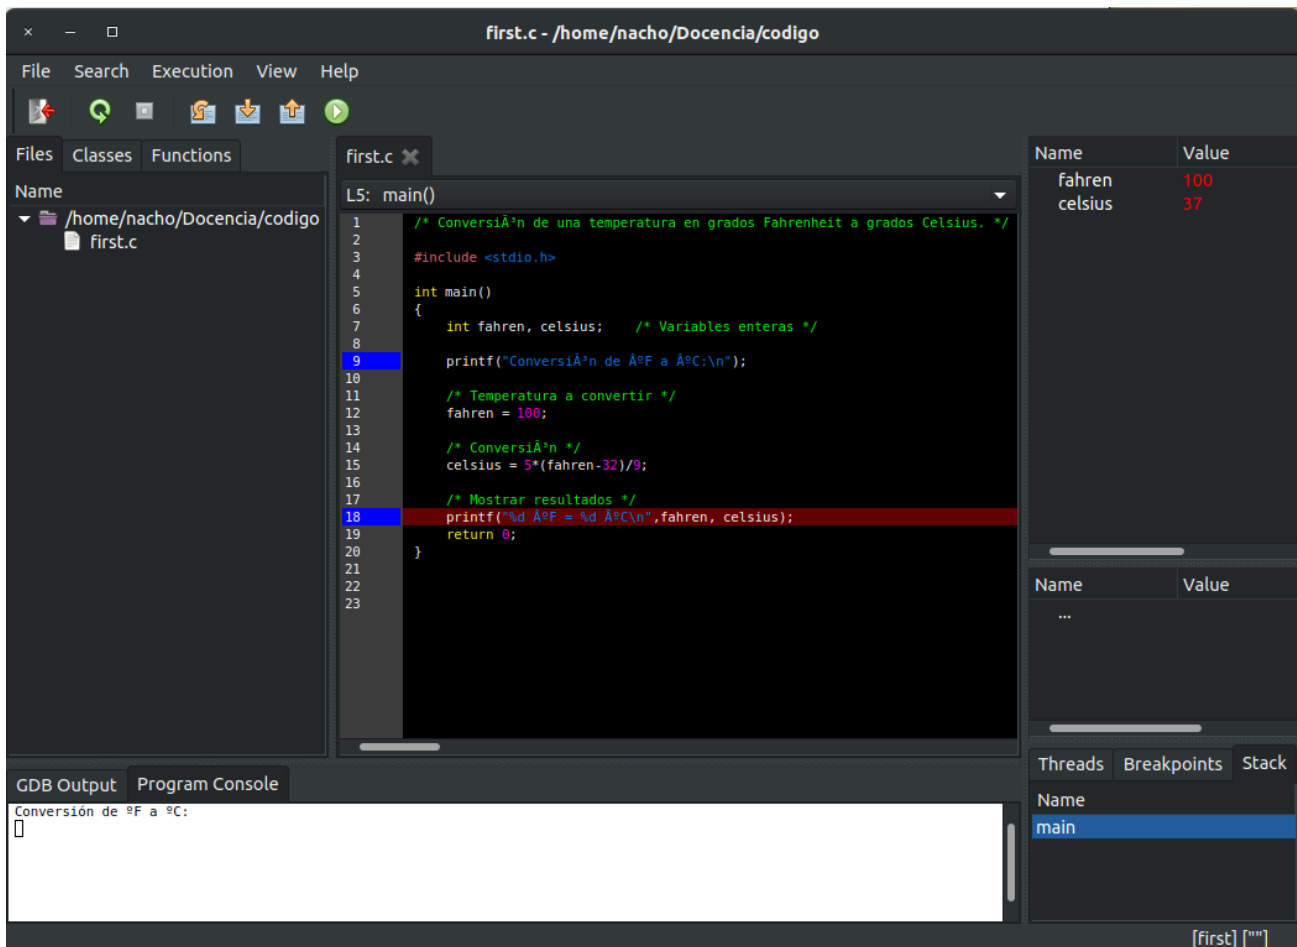 first.c - /home/nacho/Docencia/codigo
File Search Execution View Help
Files Classes Functions
Name
/home/nacho/Docencia/codigo
first.c
first.c
L5: main()
1 /* ConversiÃ³n de una temperatura en grados Fahrenheit a grados Celsius. */
2
3 #include <stdio.h>
4
5 int main()
6 {
7 int fahren, celsius; /* Variables enteras */
8
9 printf("ConversiÃ³n de ÂºF a ÂºC:\n");
10
11 /* Temperatura a convertir */
12 fahren = 100;
13
14 /* ConversiÃ³n */
15 celsius = 5*(fahren-32)/9;
16
17 /* Mostrar resultados */
18 printf("%d ÂºF = %d ÂºC\n",fahren, celsius);
19 return 0;
20 }
21
22
23
Name Value
fahren 100
celsius 37
Name Value
...
GDB Output Program Console
Conversión de ºF a ºC:
Threads Breakpoints Stack
Name
main
[first] [""]